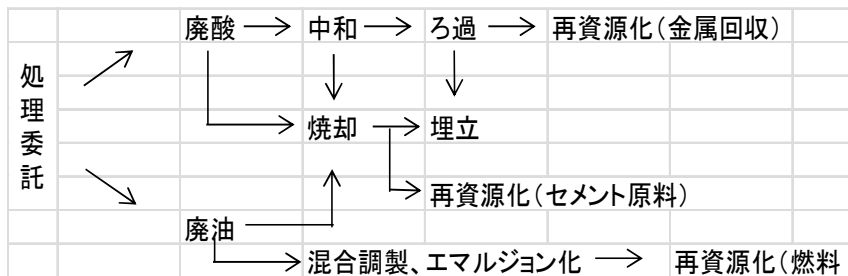 処理委託
廃酸 → 中和 → ろ過 → 再資源化(金属回収)
焼却 → 埋立
再資源化(セメント原料)
廃油
混合調製、エマルジョン化 → 再資源化(燃料